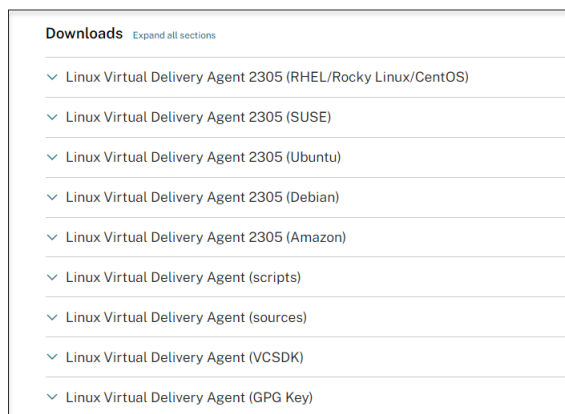 Downloads Expand all sections
Linux Virtual Delivery Agent 2305 (RHEL/Rocky Linux/CentOS)
Linux Virtual Delivery Agent 2305 (SUSE)
Linux Virtual Delivery Agent 2305 (Ubuntu)
Linux Virtual Delivery Agent 2305 (Debian)
Linux Virtual Delivery Agent 2305 (Amazon)
Linux Virtual Delivery Agent (scripts)
Linux Virtual Delivery Agent (sources)
Linux Virtual Delivery Agent (VCSDK)
Linux Virtual Delivery Agent (GPG Key)